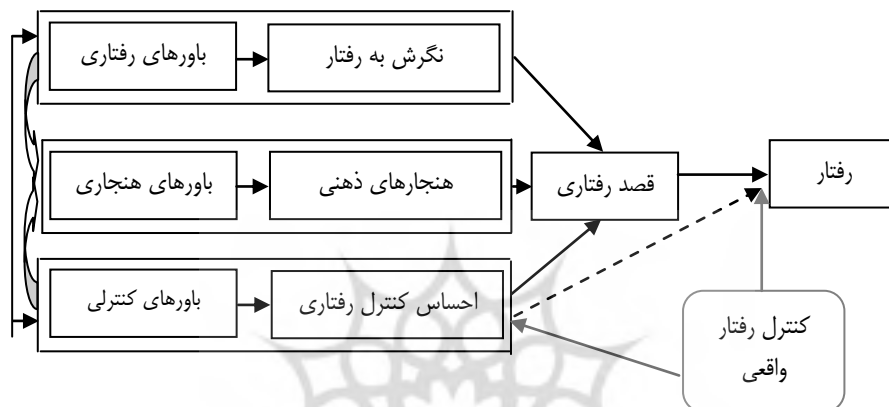 باورهای رفتاری
نگرش به رفتار
باورهای هنجاری
هنجارهای ذهنی
قصد رفتاری
رفتار
باورهای کنترلی
احساس کنترل رفتاری
کنترل رفتار
واقعی